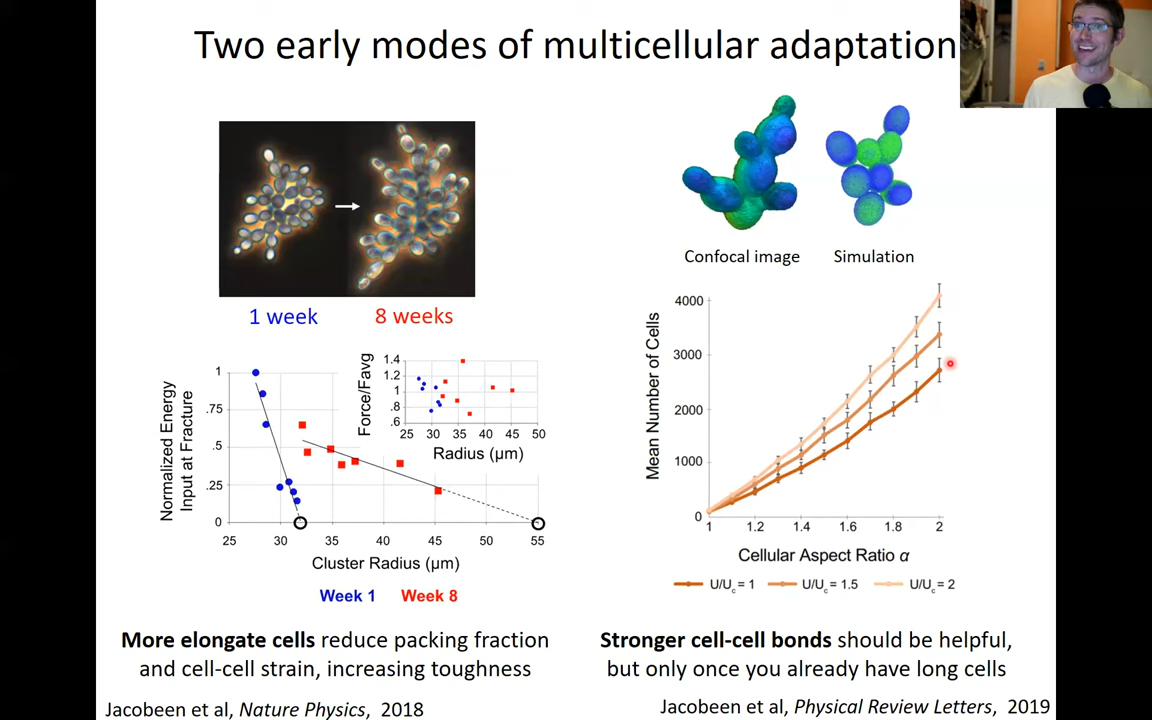 Two early modes of multicellular adaptation
1 week
8 weeks
Normalized Energy
Input at Fracture
1
.75
.5
.25
0
25
30
35
40
45
50
55
Cluster Radius (µm)
Week 1
Week 8
Force/Favg
1.4
1.2
1
.8
.6
25
30
35
40
45
50
Radius (µm)
More elongate cells reduce packing fraction
and cell-cell strain, increasing toughness
Jacobeen et al, Nature Physics, 2018
Confocal image
Simulation
Mean Number of Cells
4000
3000
2000
1000
0
1
1.2
1.4
1.6
1.8
2
Cellular Aspect Ratio α
U/Uc = 1
U/Uc = 1.5
U/Uc = 2
Stronger cell-cell bonds should be helpful,
but only once you already have long cells
Jacobeen et al, Physical Review Letters, 2019